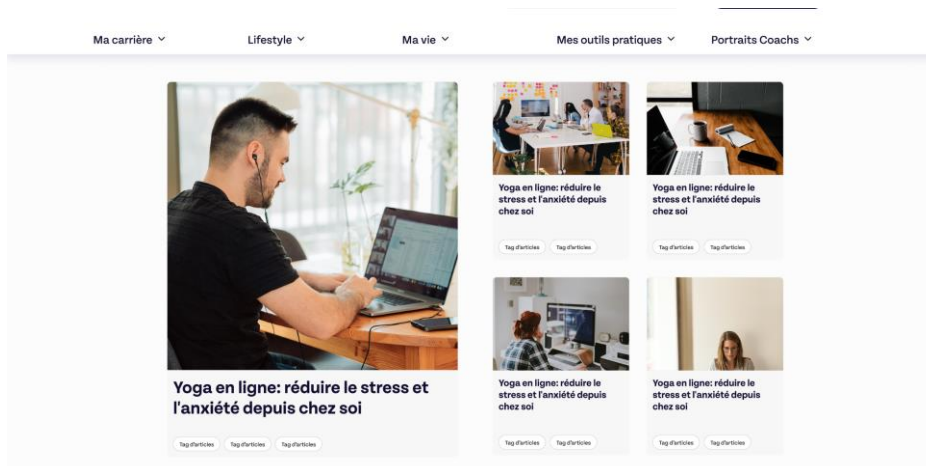 Ma carrière
Lifestyle
Ma vie
Mes outils pratiques
Portraits Coachs
Yoga en ligne: réduire le stress et
l'anxiété depuis chez soi
Tag d'articles
Tag d'articles
Tag d'articles
Yoga en ligne: réduire le
stress et l'anxiété depuis
chez soi
Tag d'articles
Tag d'articles
Yoga en ligne: réduire le
stress et l'anxiété depuis
chez soi
Tag d'articles
Tag d'articles
Yoga en ligne: réduire le
stress et l'anxiété depuis
chez soi
Tag d'articles
Tag d'articles
Yoga en ligne: réduire le
stress et l'anxiété depuis
chez soi
Tag d'articles
Tag d'articles